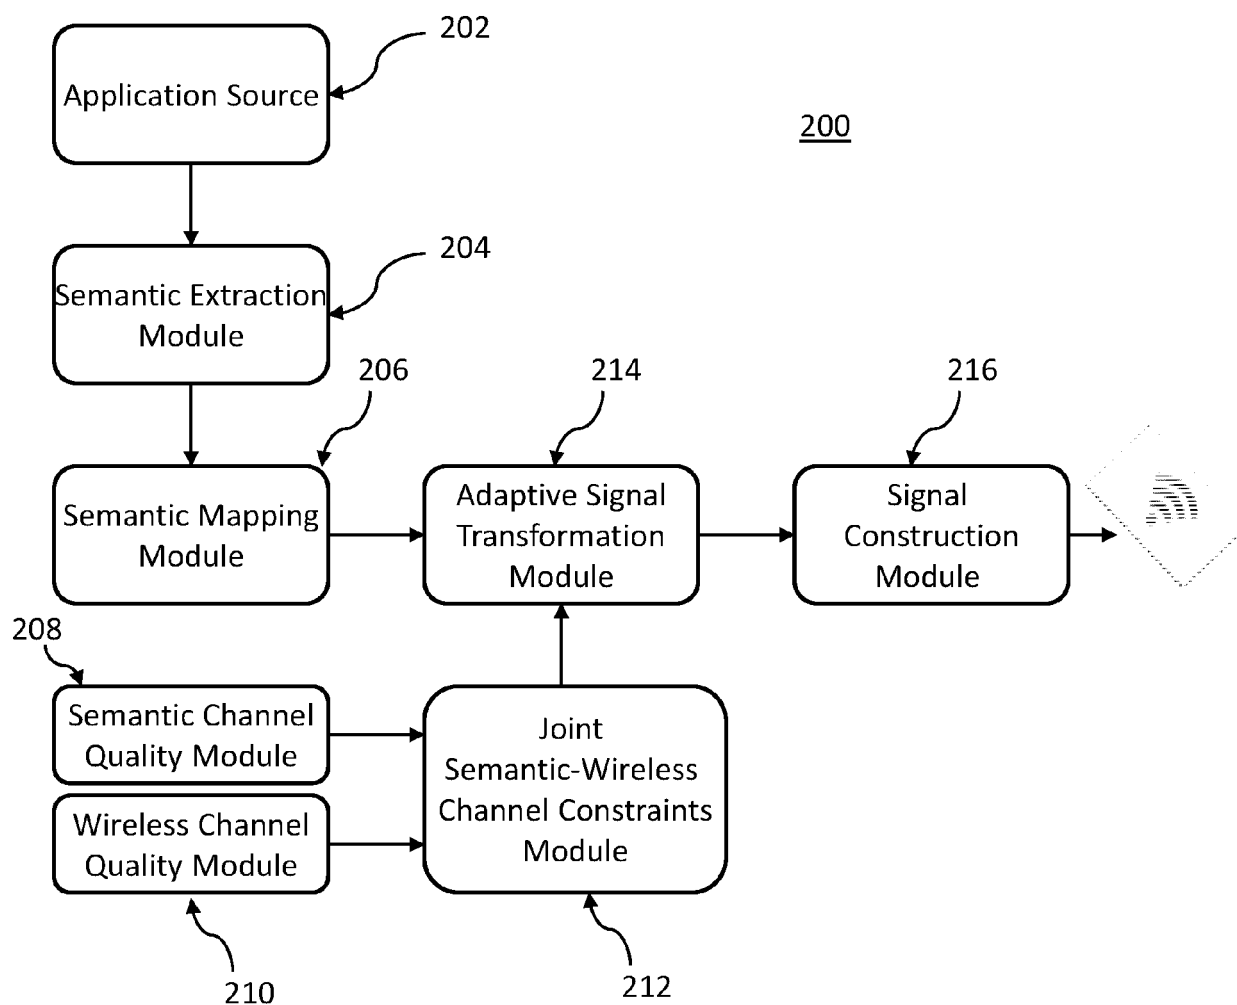 202
Application Source
200
204
Semantic Extraction
Module
206
214
216
Semantic Mapping
Module
Adaptive Signal
Transformation
Module
Signal
Construction
Module
208
Semantic Channel
Quality Module
Wireless Channel
Quality Module
Joint
Semantic-Wireless
Channel Constraints
Module
210
212